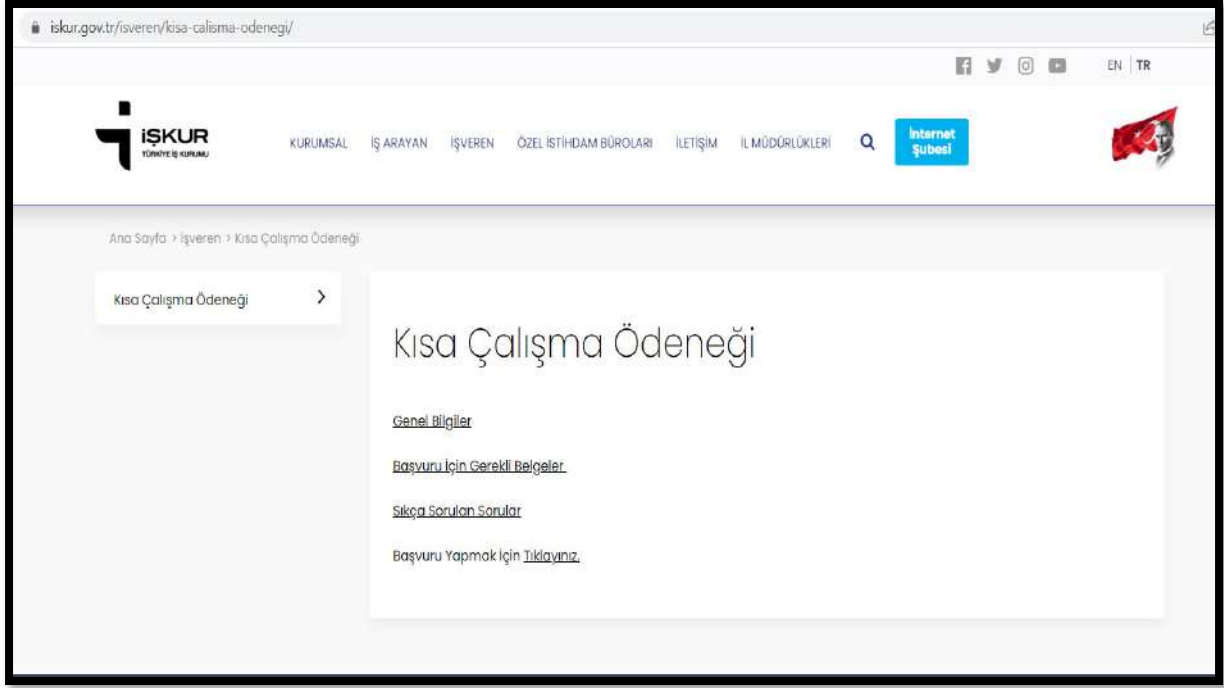 iskur.gov.tr/isveren/kisa-calisma-odenegi/
EN TR
İŞKUR
TÜRKİYE İŞ KURUMU
KURUMSAL İŞ ARAYAN İŞVEREN ÖZEL İSTİHDAM BÜROLARI İLETİŞİM İL MÜDÜRLÜKLERİ İnternet Şubesi
Ana Sayfa > İşveren > Kısa Çalışma Ödeneği
Kısa Çalışma Ödeneği >
Kısa Çalışma Ödeneği
Genel Bilgiler
Başvuru İçin Gerekli Belgeler
Sıkça Sorulan Sorular
Başvuru Yapmak İçin Tıklayınız.